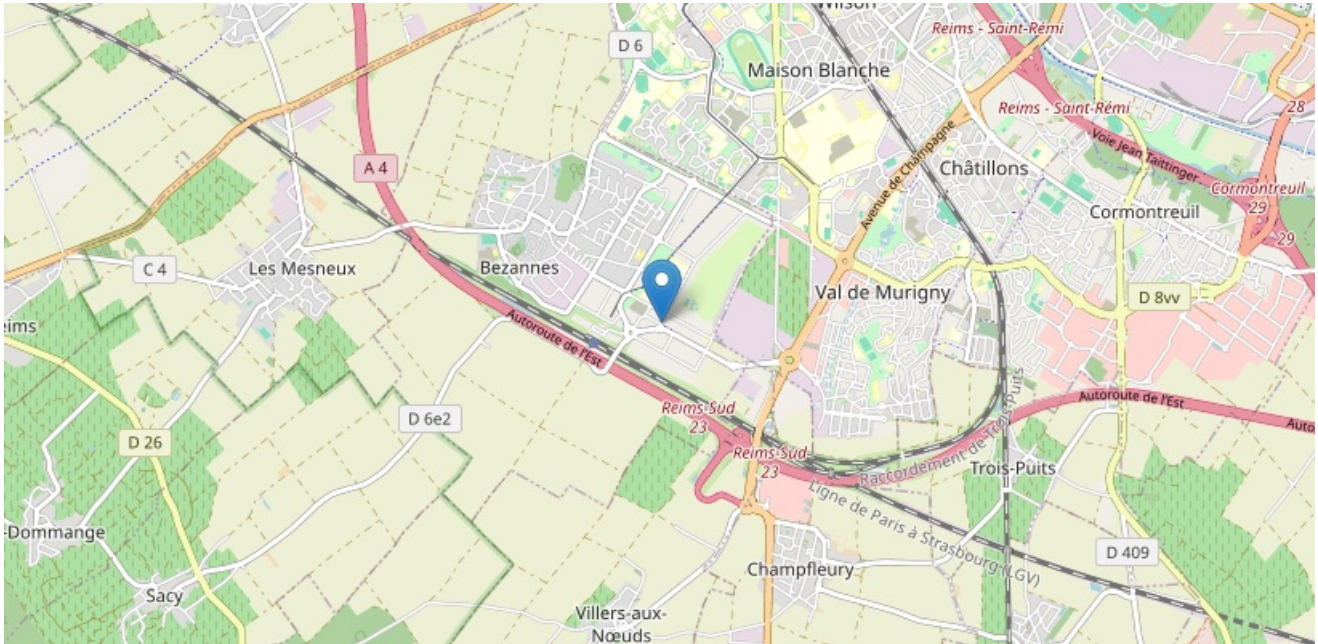 Wilson
Reims - Saint-Rémi
D 6
Maison Blanche
28
Reims - Saint-Rémi
Voie Jean Taittinger
Avenue de Champagne
A 4
Châtillons
Cormontreuil
29
Cormontreuil
29
C 4
Les Mesneux
Bezannes
Val de Murigny
D 8vv
eims
Autoroute de l'Est
Autoroute de l'Est
Auto
D 26
D 6e2
Reims-Sud
23
Reims-Sud
23
Raccordement de Trois-Puits
Trois-Puits
Ligne de Paris à Strasbourg (LGV)
-Dommange
D 409
Champfleury
Sacy
Villers-aux-
Nœuds